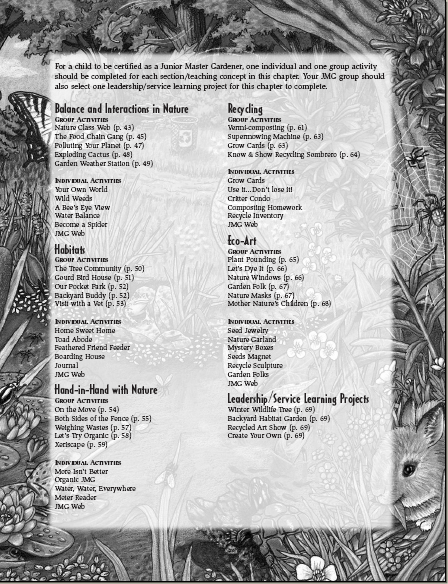 For a child to be certified as a Junior Master Gardener, one individual and one group activity
should be completed for each section/teaching concept in this chapter. Your JMG group should
also select one leadership/service learning project for this chapter to complete.
Balance and Interactions in Nature
Group Activities
Nature Class Web (p. 43)
The Food Chain Gang (p. 45)
Polluting Your Planet (p. 47)
Exploding Cactus (p. 48)
Garden Weather Station (p. 49)
Individual Activities
Your Own World
Wild Weeds
A Bee's Eye View
Water Balance
Become a Spider
JMG Web
Habitats
Group Activities
The Tree Community (p. 50)
Gourd Bird House (p. 51)
Our Pocket Park (p. 52)
Backyard Buddy (p. 52)
Visit with a Vet (p. 53)
Individual Activities
Home Sweet Home
Toad Abode
Feathered Friend Feeder
Boarding House
Journal
JMG Web
Hand-in-Hand with Nature
Group Activities
On the Move (p. 54)
Both Sides of the Fence (p. 55)
Weighing Wastes (p. 57)
Let's Try Organic (p. 58)
Xeriscape (p. 59)
Individual Activities
More Isn't Better
Organic JMG
Water, Water, Everywhere
Meter Reader
JMG Web
Recycling
Group Activities
Vermi-composting (p. 61)
Supermowing Machine (p. 63)
Grow Cards (p. 63)
Know & Show Recycling Sombrero (p. 64)
Individual Activities
Grow Cards
Use it...Don't lose it!
Critter Condo
Composting Homework
Recycle Inventory
JMG Web
Eco-Art
Group Activities
Plant Pounding (p. 65)
Let's Dye It (p. 66)
Nature Windows (p. 66)
Garden Folk (p. 67)
Nature Masks (p. 67)
Mother Nature's Children (p. 68)
Individual Activities
Seed Jewelry
Nature Garland
Mystery Boxes
Seeds Magnet
Recycle Sculpture
Garden Folks
JMG Web
Leadership/Service Learning Projects
Winter Wildlife Tree (p. 69)
Backyard Habitat Garden (p. 69)
Recycled Art Show (p. 69)
Create Your Own (p. 69)